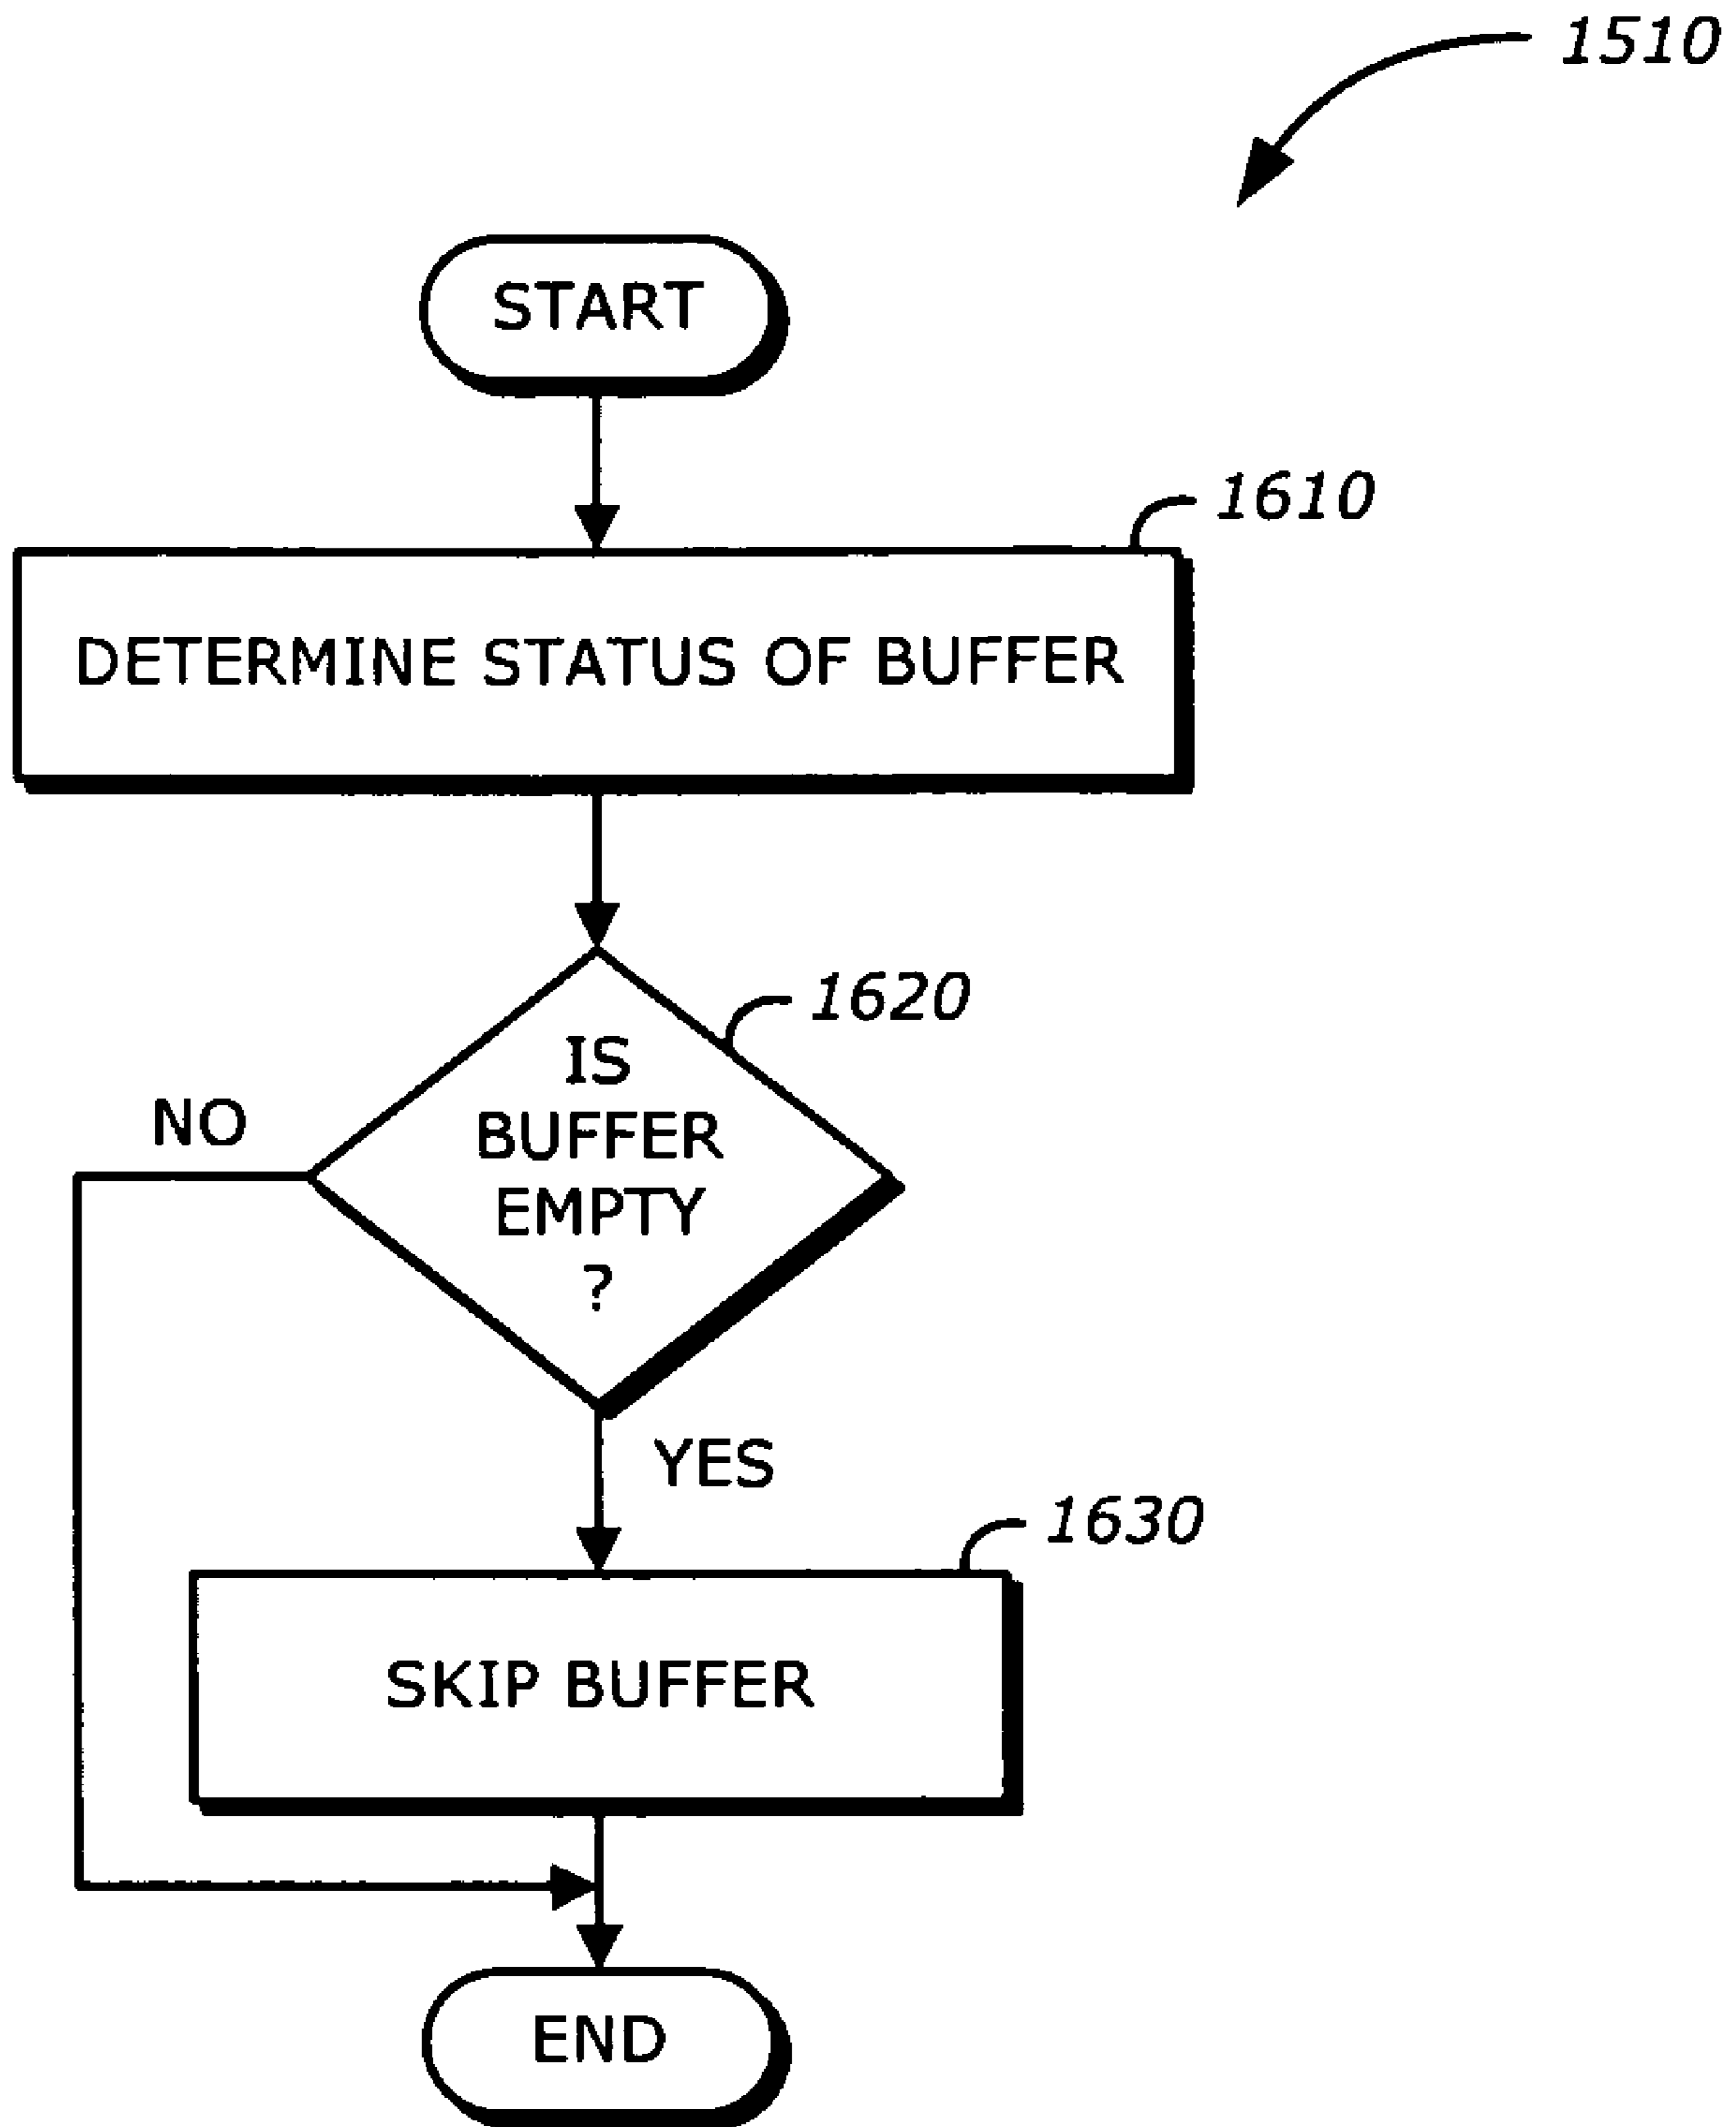 1510
START
1610
DETERMINE STATUS OF BUFFER
1620
IS
BUFFER
EMPTY
?
NO
YES
1630
SKIP BUFFER
END